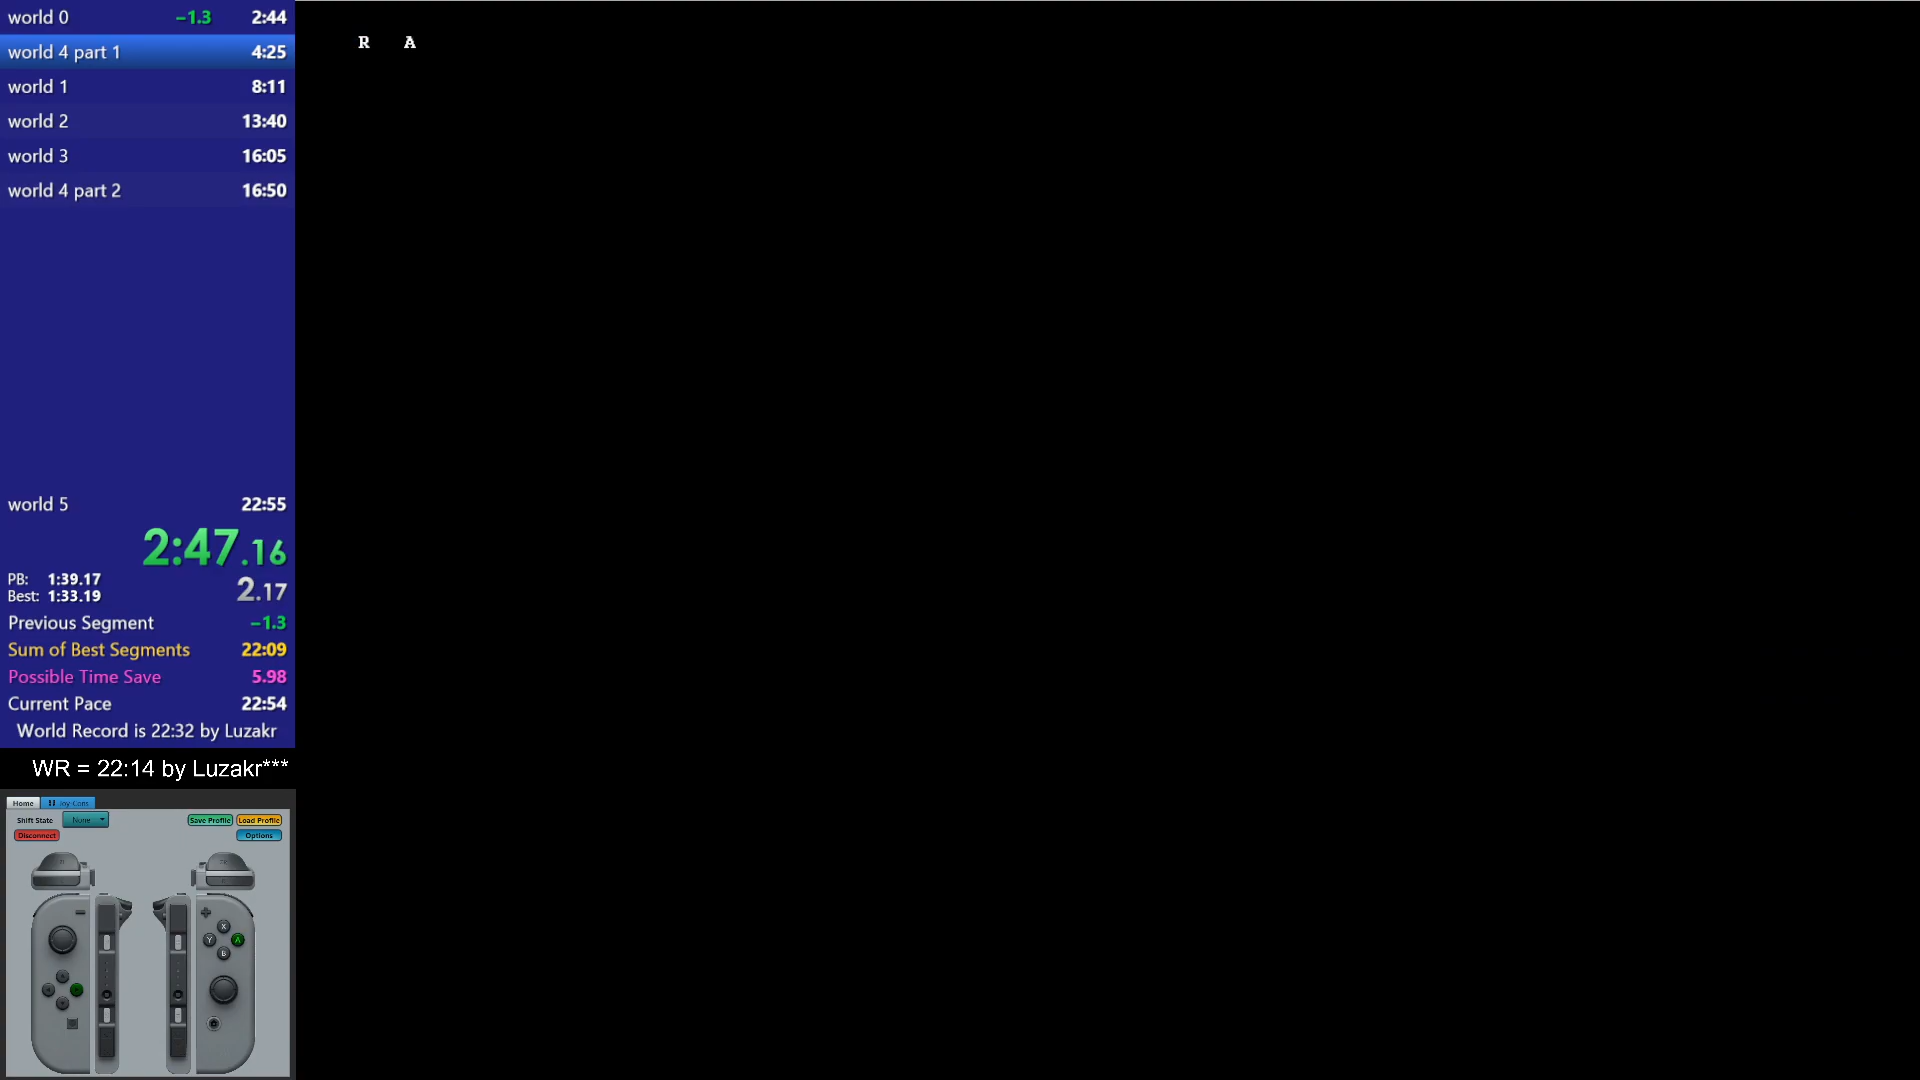 world 0 −1.3 2:44
world 4 part 1 4:25
world 1 8:11
world 2 13:40
world 3 16:05
world 4 part 2 16:50
world 5 22:55
2:47.16
PB: 1:39.17
Best: 1:33.19
2.17
Previous Segment −1.3
Sum of Best Segments 22:09
Possible Time Save 5.98
Current Pace 22:54
World Record is 22:32 by Luzakr
WR = 22:14 by Luzakr***
Home Joy-Cons
Shift State None Save Profile Load Profile
Disconnect Options
X
Y A
B
R A